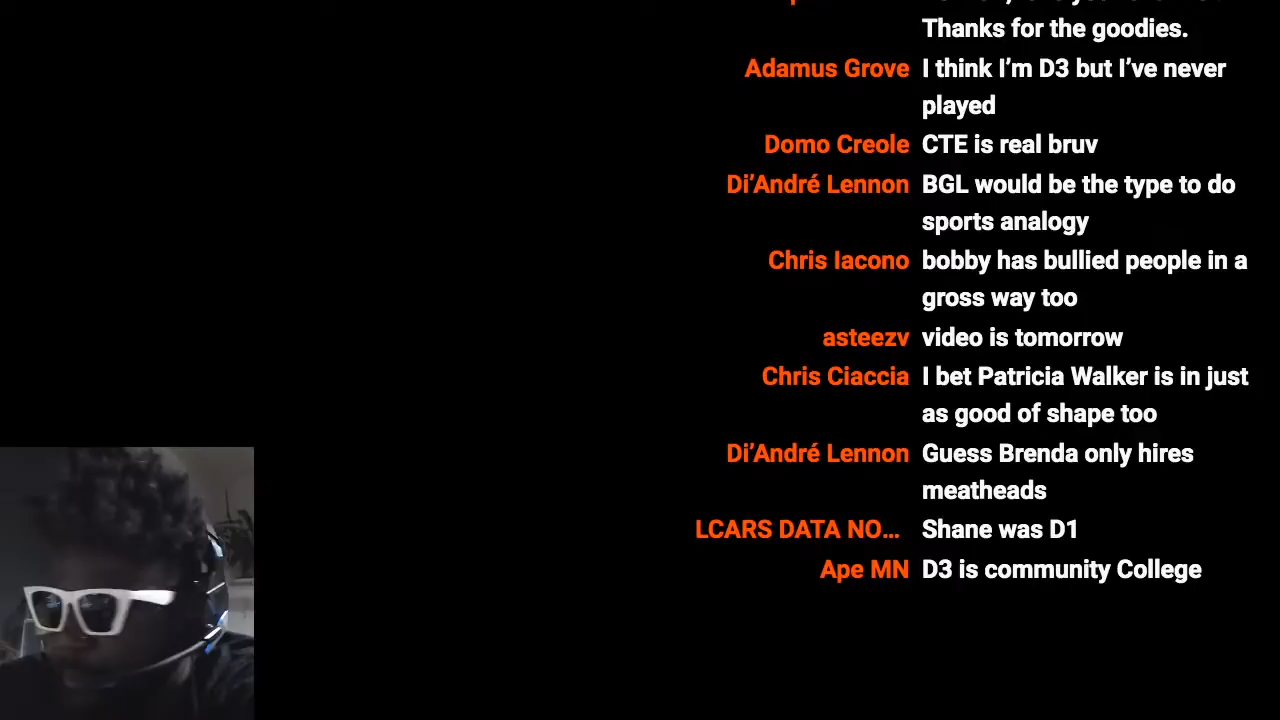 Thanks for the goodies.
Adamus Grove I think I’m D3 but I’ve never
played
Domo Creole CTE is real bruv
Di’André Lennon BGL would be the type to do
sports analogy
Chris Iacono bobby has bullied people in a
gross way too
asteezv video is tomorrow
Chris Ciaccia I bet Patricia Walker is in just
as good of shape too
Di’André Lennon Guess Brenda only hires
meatheads
LCARS DATA NO... Shane was D1
Ape MN D3 is community College